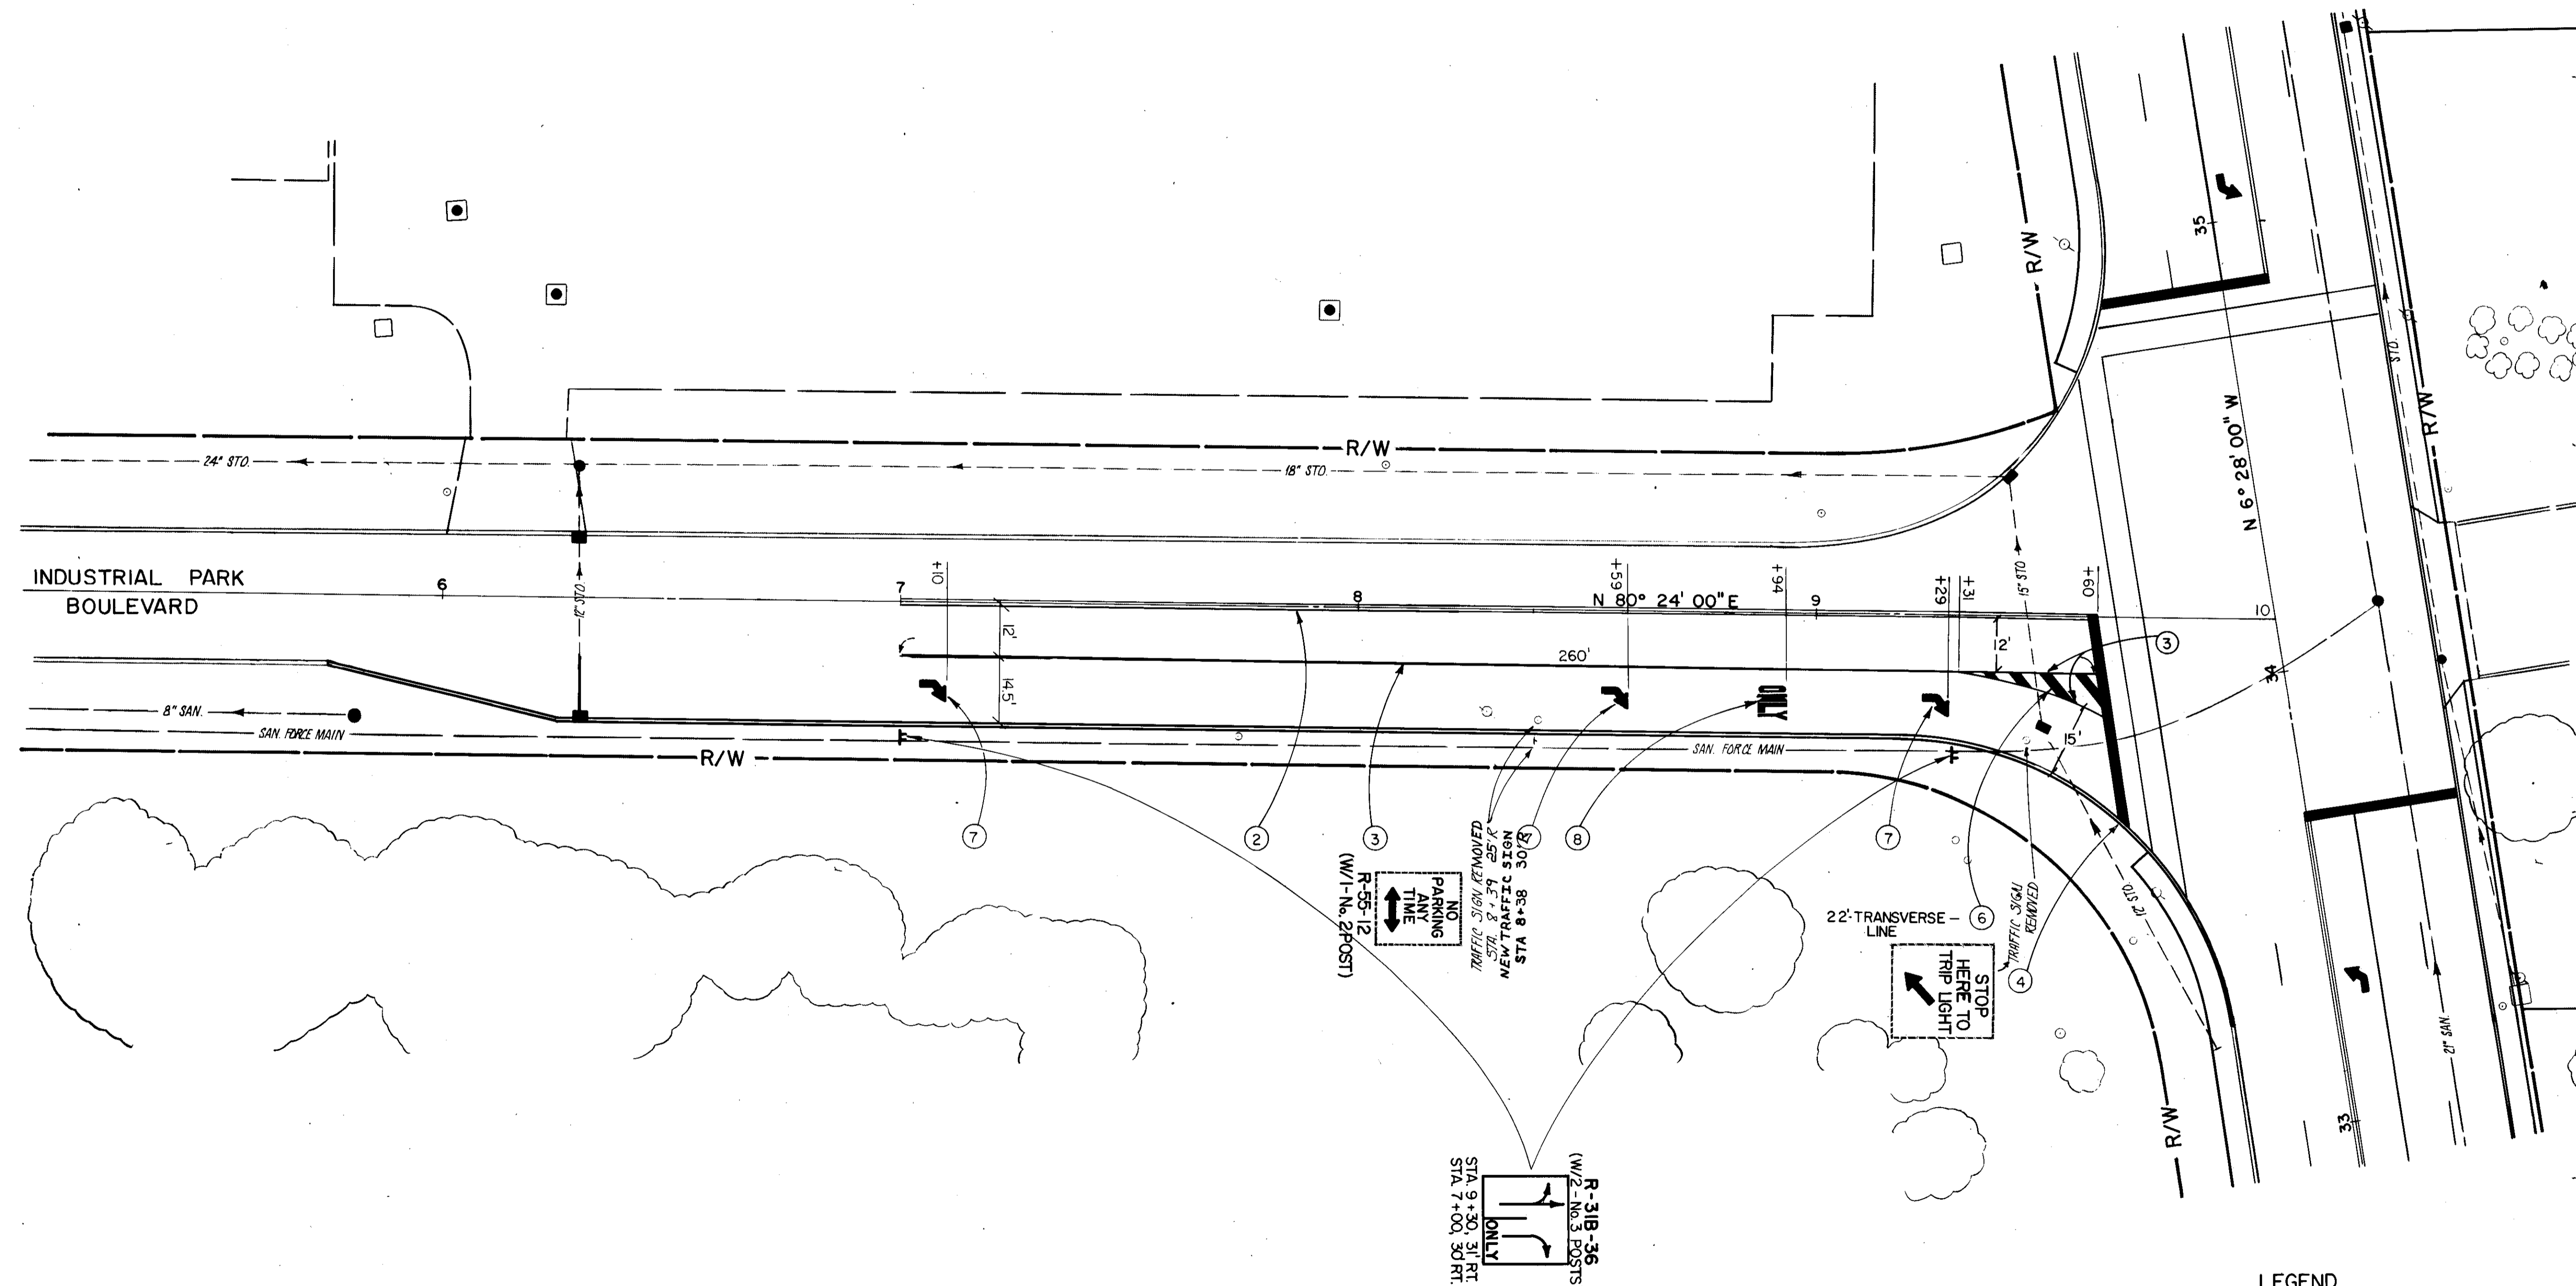 R/W
35
R/W
STO.
N 6° 28' 00" W
R/W
24" STO.
18" STO.
INDUSTRIAL PARK
BOULEVARD
6
12" STO.
7
+10
8
+59
N 80° 24' 00" E
+94
9
+29
+31
15" STO
+60
10
12'
14.5'
260'
12'
3
34
ONLY
15'
8" SAN.
SAN. FORCE MAIN
SAN. FORCE MAIN
R/W
7
2
3
7
8
7
NO
PARKING
ANY
TIME
R-55-12
(W/1-No. 2 POST)
TRAFFIC SIGN REMOVED
STA. 8+39 25' R
NEW TRAFFIC SIGN
STA 8+38 30' R
22'-TRANSVERSE
LINE
6
TRAFFIC SIGN
REMOVED
4
12" STO.
STOP
HERE TO
TRIP LIGHT
21" SAN.
33
R/W
R-31B-36
(W/2-No. 3 POSTS
ONLY
STA. 9+30, 31' RT.
STA. 7+00, 30' RT.
LEGEND